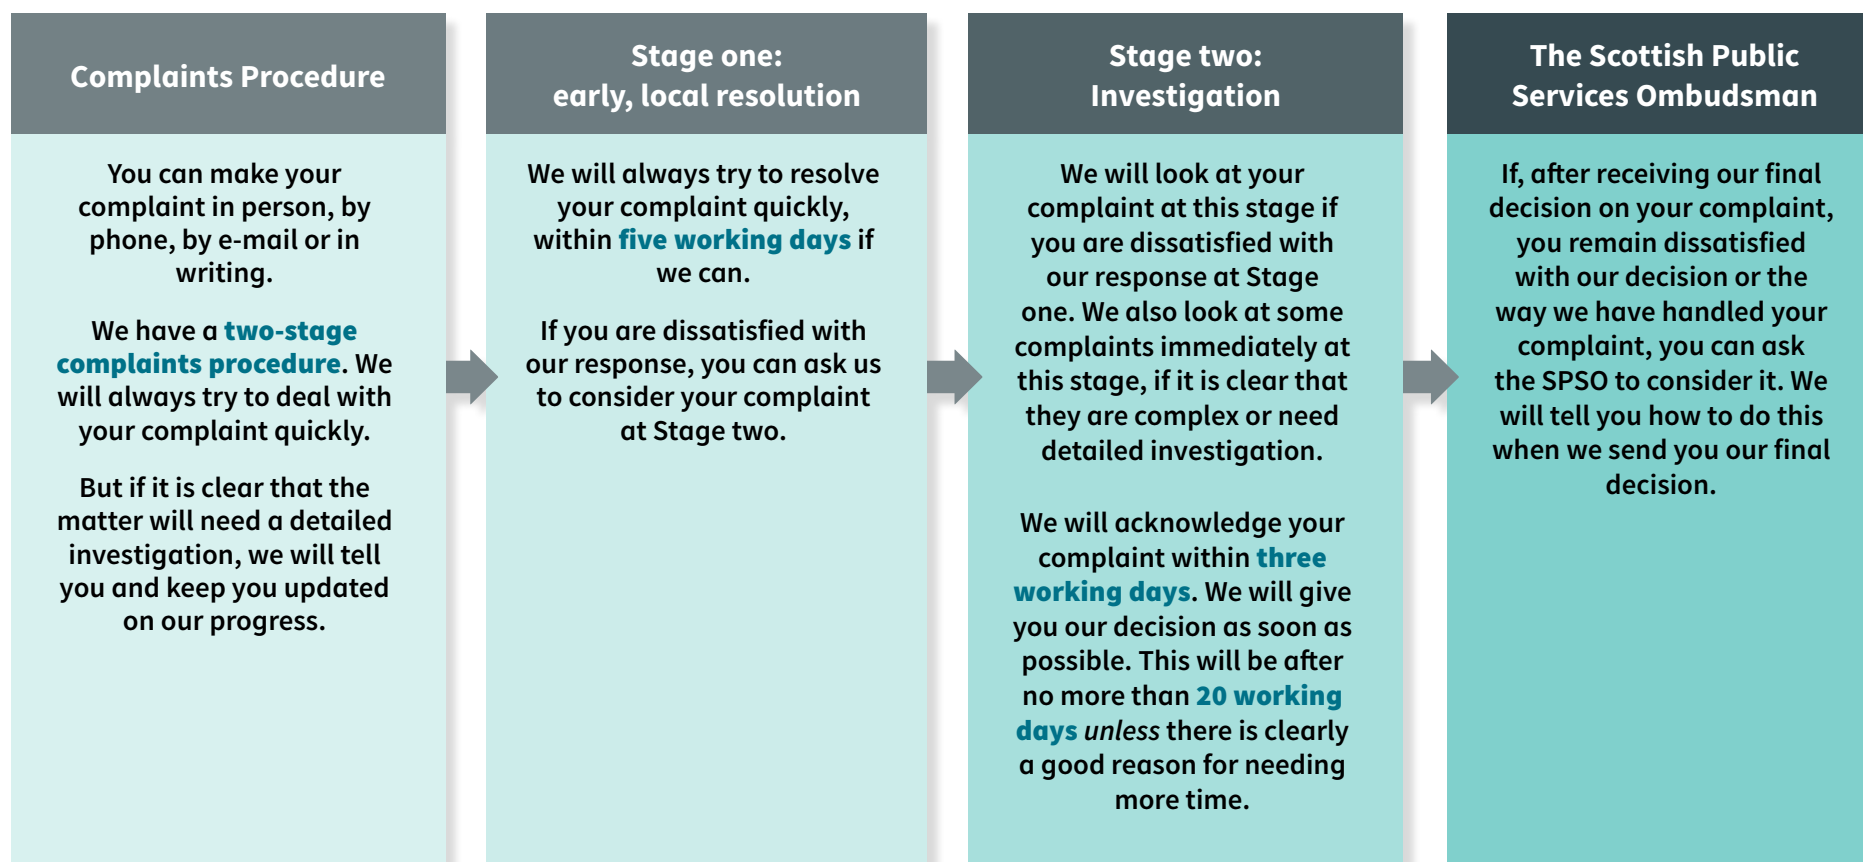 Complaints Procedure
You can make your
complaint in person, by
phone, by e-mail or in
writing.
We have a two-stage
complaints procedure. We
will always try to deal with
your complaint quickly.
But if it is clear that the
matter will need a detailed
investigation, we will tell
you and keep you updated
on our progress.
Stage one:
early, local resolution
We will always try to resolve
your complaint quickly,
within five working days if
we can.
If you are dissatisfied with
our response, you can ask us
to consider your complaint
at Stage two.
Stage two:
Investigation
We will look at your
complaint at this stage if
you are dissatisfied with
our response at Stage
one. We also look at some
complaints immediately at
this stage, if it is clear that
they are complex or need
detailed investigation.
We will acknowledge your
complaint within three
working days. We will give
you our decision as soon as
possible. This will be after
no more than 20 working
days unless there is clearly
a good reason for needing
more time.
The Scottish Public
Services Ombudsman
If, after receiving our final
decision on your complaint,
you remain dissatisfied
with our decision or the
way we have handled your
complaint, you can ask
the SPSO to consider it. We
will tell you how to do this
when we send you our final
decision.